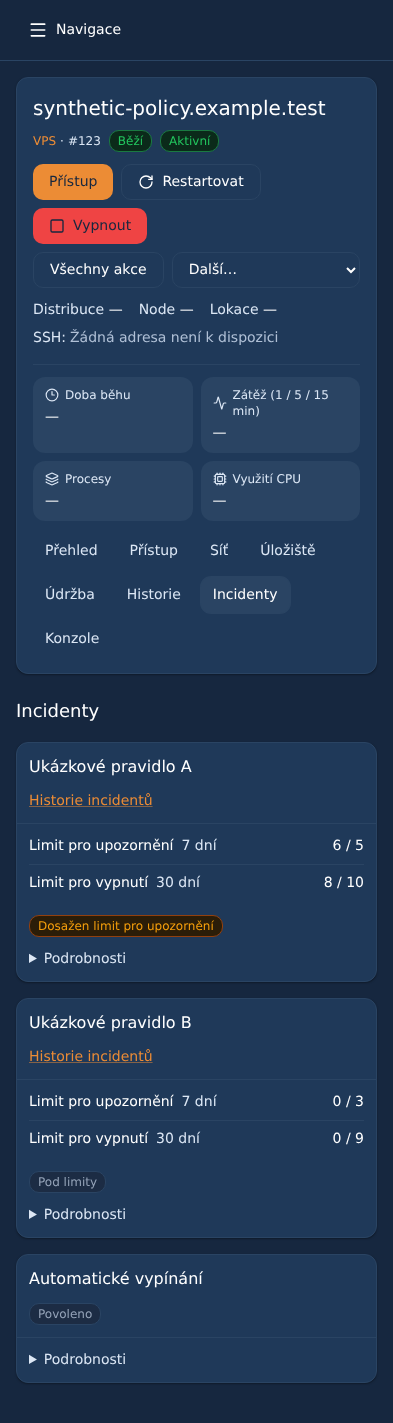 Navigace
synthetic-policy.example.test
VPS · #123 Běží Aktivní
Přístup Restartovat
Vypnout
Všechny akce Další…
Distribuce — Node — Lokace —
SSH: Žádná adresa není k dispozici
Doba běhu
—
Zátěž (1 / 5 / 15
min)
—
Procesy
—
Využití CPU
—
Přehled Přístup Síť Úložiště
Údržba Historie Incidenty
Konzole
Incidenty
Ukázkové pravidlo A
Historie incidentů
Limit pro upozornění 7 dní 6 / 5
Limit pro vypnutí 30 dní 8 / 10
Dosažen limit pro upozornění
Podrobnosti
Ukázkové pravidlo B
Historie incidentů
Limit pro upozornění 7 dní 0 / 3
Limit pro vypnutí 30 dní 0 / 9
Pod limity
Podrobnosti
Automatické vypínání
Povoleno
Podrobnosti